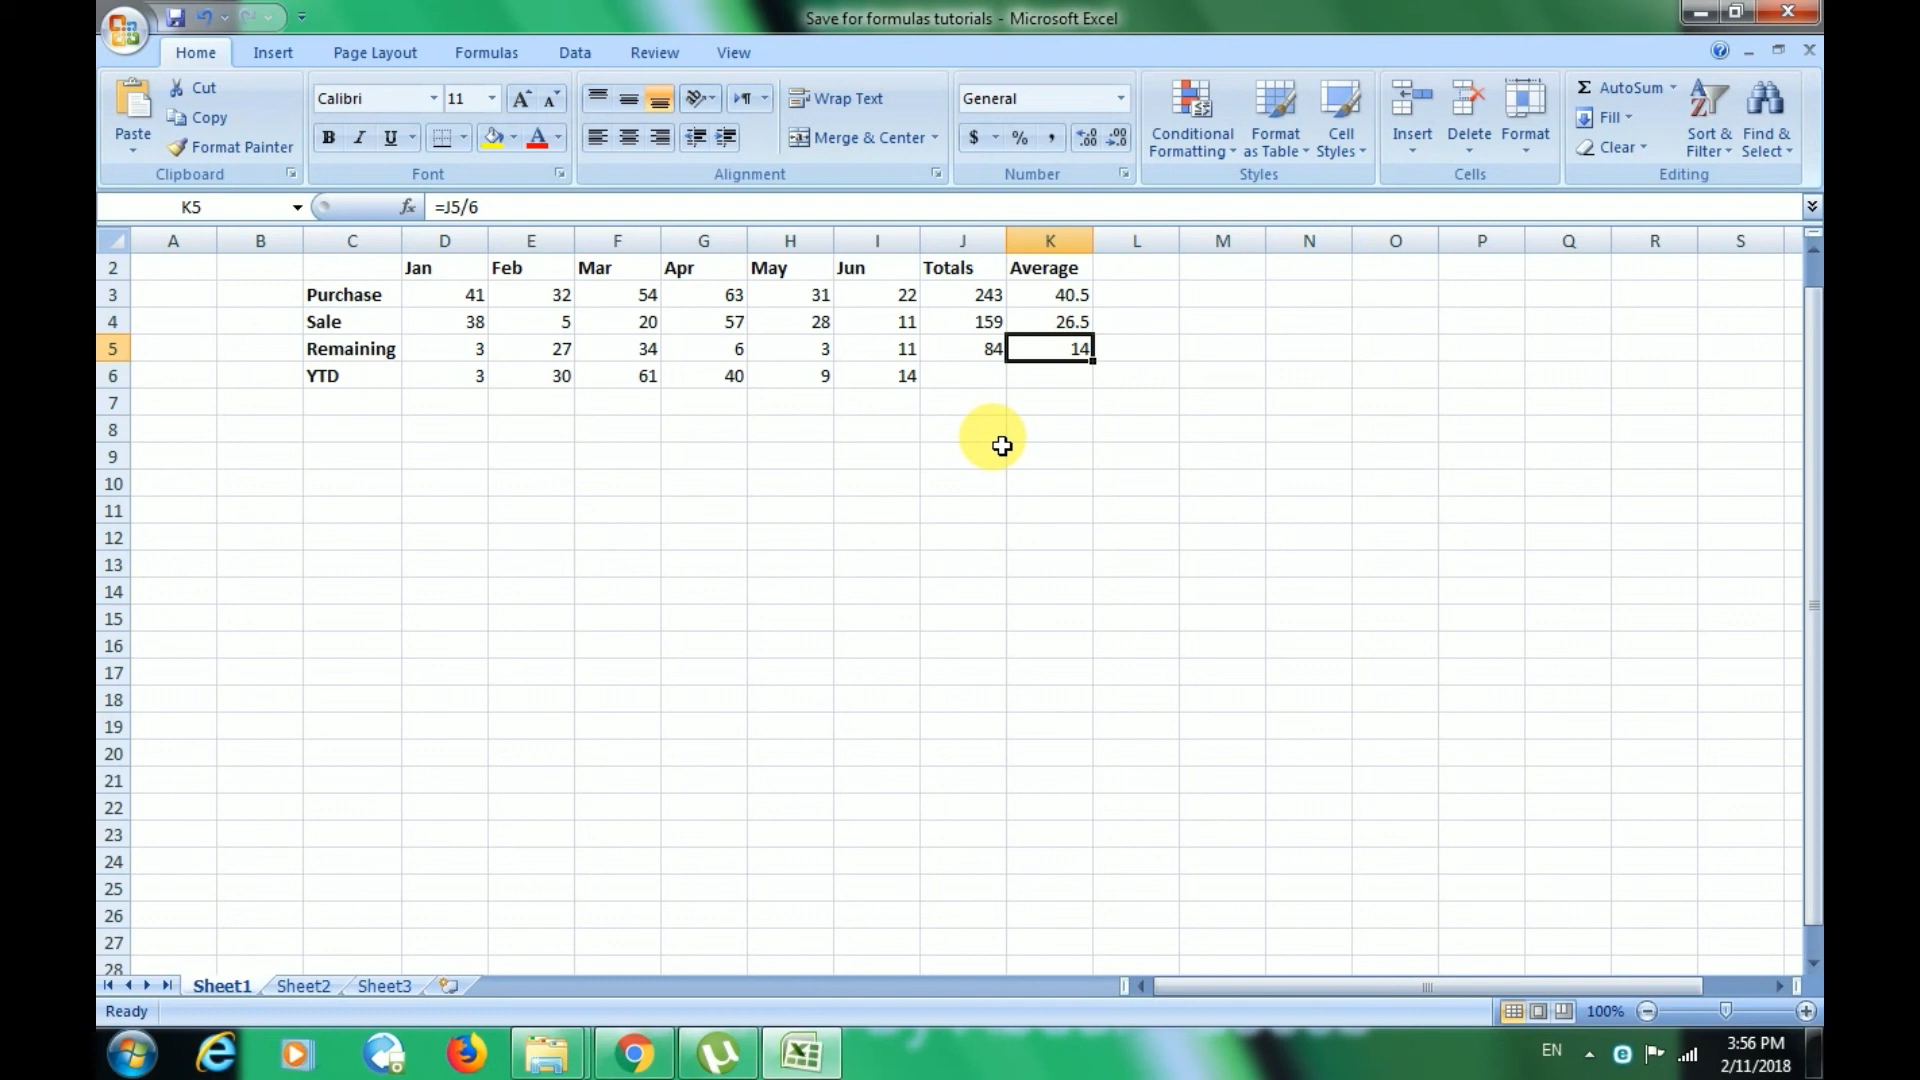 Save for formulas tutorials - Microsoft Excel
Home Insert Page Layout Formulas Data Review View
Paste Cut Copy Format Painter Clipboard
Calibri 11 B I U A A A Font
Wrap Text Merge & Center Alignment
General $ % , .00 .0 .00 .0 Number
Conditional Formatting Format as Table Cell Styles Styles
Insert Delete Format Cells
Σ AutoSum Fill Clear Sort & Filter Find & Select Editing
K5 fx =J5/6
A B C D E F G H I J K L M N O P Q R S
2 Jan Feb Mar Apr May Jun Totals Average
3 Purchase 41 32 54 63 31 22 243 40.5
4 Sale 38 5 20 57 28 11 159 26.5
5 Remaining 3 27 34 6 3 11 84 14
6 YTD 3 30 61 40 9 14
7
8
9
10
11
12
13
14
15
16
17
18
19
20
21
22
23
24
25
26
27
28
Sheet1 Sheet2 Sheet3
Ready 100%
EN 3:56 PM
2/11/2018